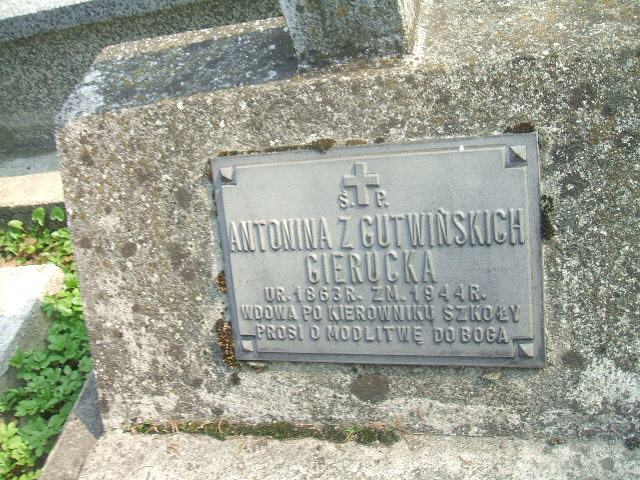 Ś. P.
ANTONINA Z GUTWIŃSKICH
GIERUCKA
UR. 1863 R. ZM. 1944 R.
WDOWA PO KIEROWNIKU SZKOŁY
PROSI O MODLITWĘ DO BOGA